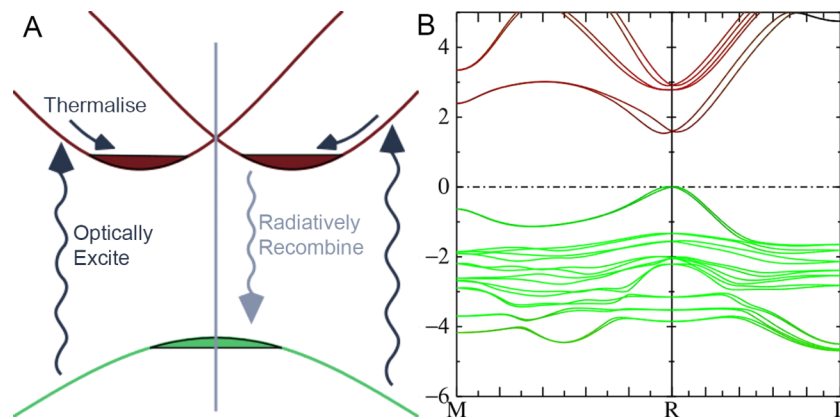 A
Thermalise
Optically
Excite
Radiatively
Recombine
B
4
2
0
−2
−4
−6
M
R